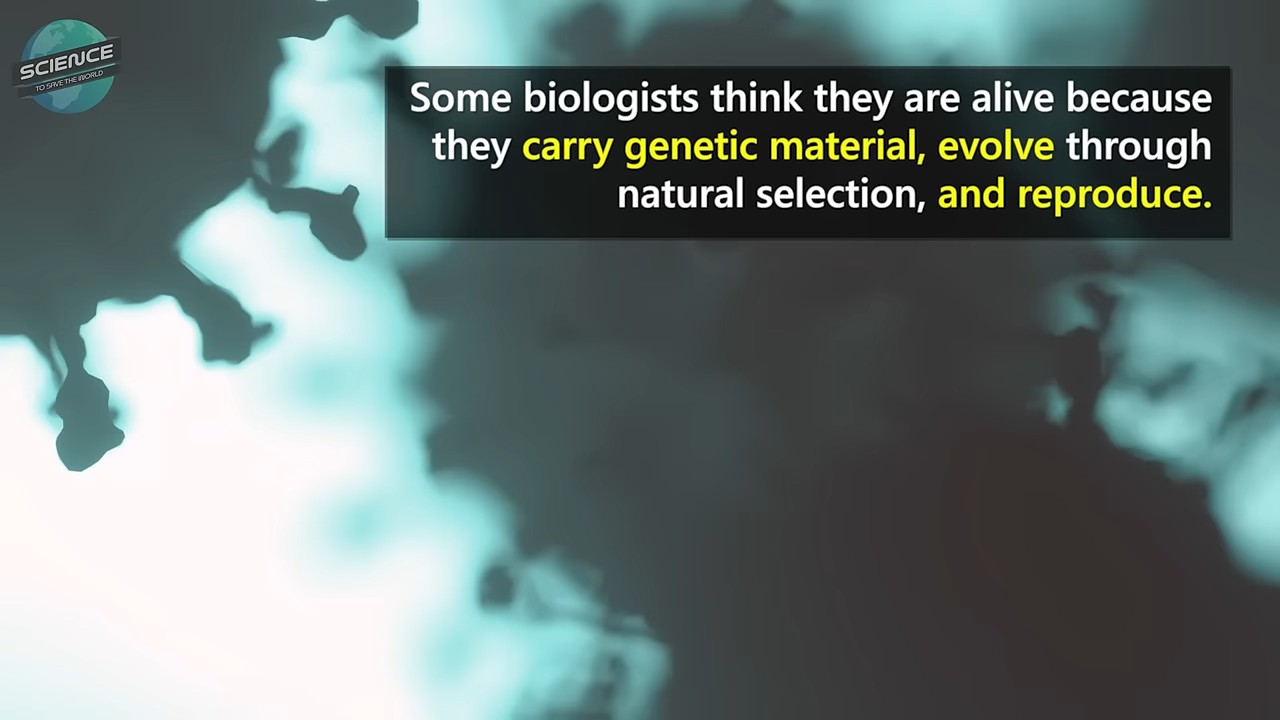 SCIENCE
TO SAVE THE WORLD
Some biologists think they are alive because
they carry genetic material, evolve through
natural selection, and reproduce.